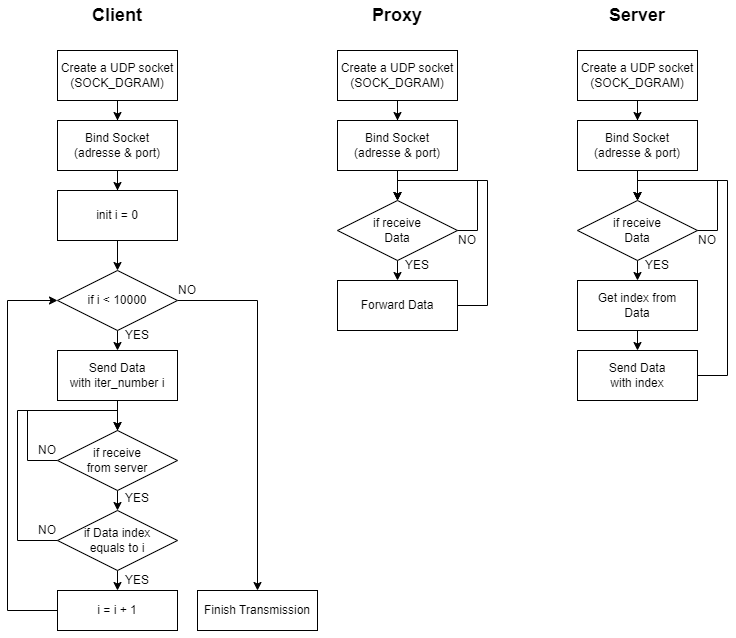 Client
Create a UDP socket
(SOCK_DGRAM)
Bind Socket
(adresse & port)
init i = 0
if i < 10000
NO
YES
Send Data
with iter_number i
if receive
from server
NO
YES
if Data index
equals to i
NO
YES
i = i + 1
Finish Transmission
Proxy
Create a UDP socket
(SOCK_DGRAM)
Bind Socket
(adresse & port)
if receive
Data
NO
YES
Forward Data
Server
Create a UDP socket
(SOCK_DGRAM)
Bind Socket
(adresse & port)
if receive
Data
NO
YES
Get index from
Data
Send Data
with index